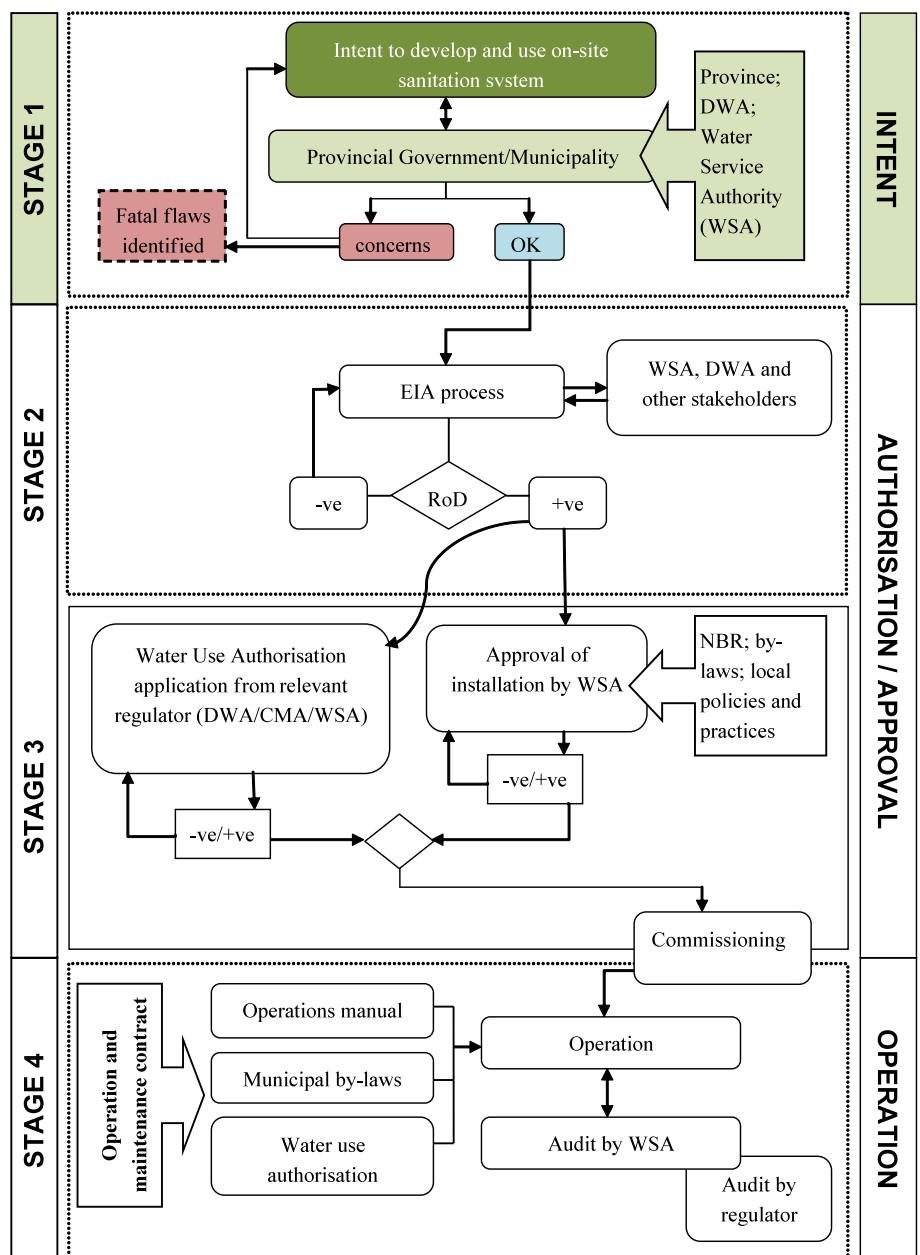 STAGE 1
Intent to develop and use on-site
sanitation system
Provincial Government/Municipality
Province;
DWA;
Water
Service
Authority
(WSA)
Fatal flaws
identified
concerns
OK
INTENT
STAGE 2
EIA process
WSA, DWA and
other stakeholders
-ve
RoD
+ve
AUTHORISATION / APPROVAL
STAGE 3
Water Use Authorisation
application from relevant
regulator (DWA/CMA/WSA)
Approval of
installation by WSA
NBR; by-
laws; local
policies and
practices
-ve/+ve
-ve/+ve
Commissioning
STAGE 4
Operation and
maintenance contract
Operations manual
Municipal by-laws
Water use
authorisation
Operation
Audit by WSA
Audit by
regulator
OPERATION